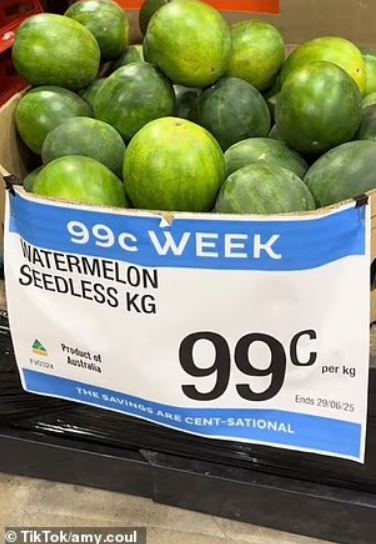 99c WEEK
WATERMELON
SEEDLESS KG
99C
per kg
Product of
Australia
FV0324
Ends 29/06/25
THE SAVINGS ARE CENT-SATIONAL
© TikTok/amy.coul